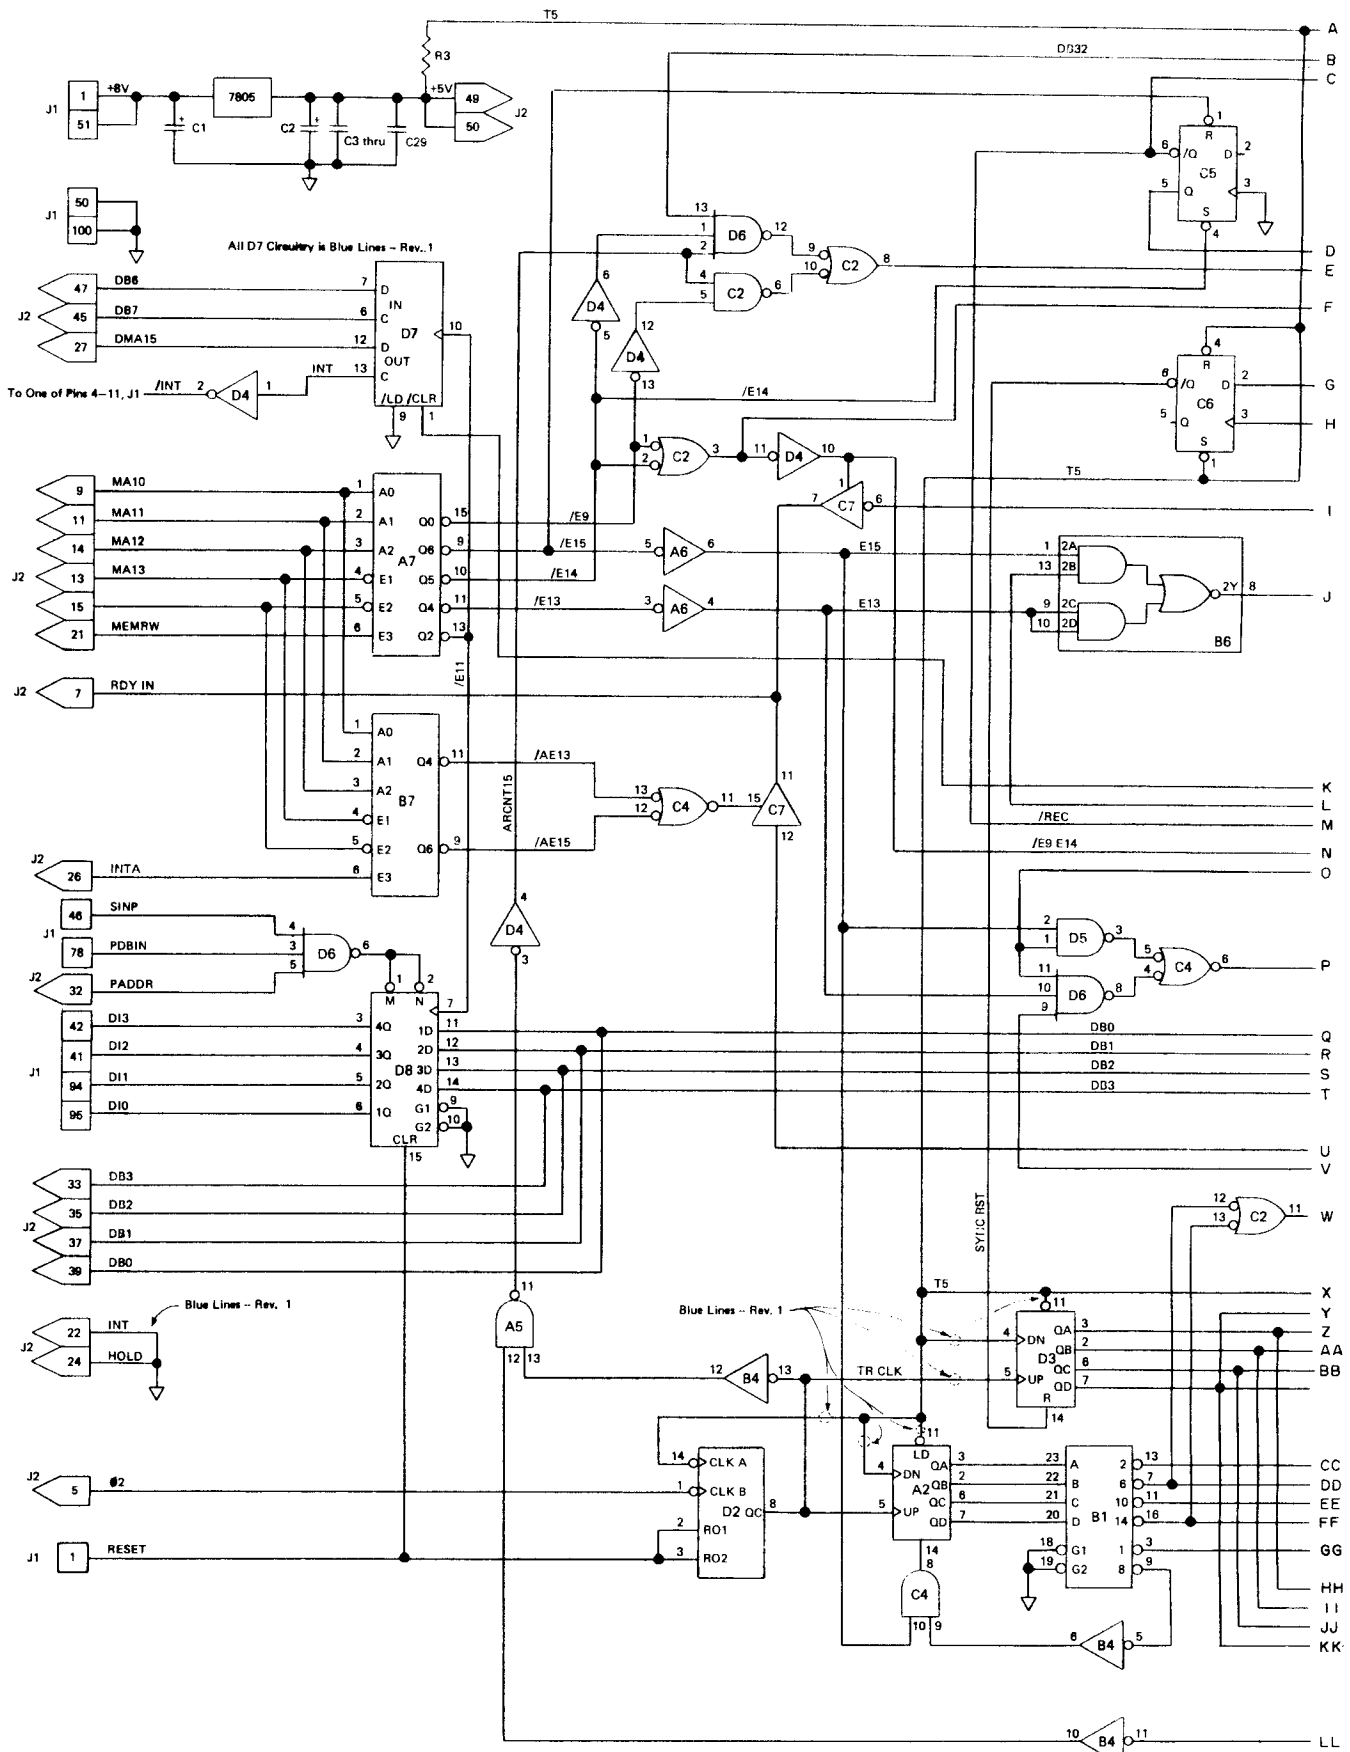 T5
A
R3
DB32
B
C
J1
1
+8V
51
7805
+5V
49
50
J2
C1
C2
C3 thru
C29
1
R
6
/Q
D
2
C5
5
Q
3
S
4
J1
50
100
D
13
1
2
D6
12
9
10
C2
8
E
All D7 Circuitry is Blue Lines - Rev. 1
4
5
C2
6
J2
47
DB6
7
D
IN
45
DB7
6
C
D7
10
27
DMA15
12
D
OUT
INT
13
C
To One of Pins 4-11, J1
/INT
2
D4
1
/LD
/CLR
9
1
6
D4
5
12
D4
13
/E14
F
4
R
6
/Q
D
2
G
C6
5
Q
3
H
S
1
T5
1
2
C2
3
11
D4
10
7
1
C7
6
I
J2
9
MA10
1
A0
11
MA11
2
A1
Q0
15
/E9
14
MA12
3
A2
Q6
9
/E15
5
A6
6
E15
A7
13
MA13
4
E1
Q5
10
/E14
15
5
E2
Q4
11
/E13
3
A6
4
E13
21
MEMRW
6
E3
Q2
13
/E11
1
2A
13
2B
9
2C
10
2D
2Y
8
J
B6
J2
7
RDY IN
1
A0
2
A1
Q4
11
/AE13
3
A2
B7
4
E1
5
E2
Q6
9
/AE15
6
E3
13
12
C4
11
15
C7
11
12
ARCNT15
K
L
/REC
M
/E9 E14
N
O
J2
26
INTA
J1
46
SINP
78
PDBIN
J2
32
PADDR
4
3
5
D6
6
4
D4
3
2
1
D5
3
11
10
9
D6
8
5
4
C4
6
P
1
2
M
N
7
J1
42
DI3
3
4Q
1D
11
DB0
Q
41
DI2
4
3Q
2D
12
DB1
R
D8
3D
13
DB2
S
94
DI1
5
2Q
4D
14
DB3
T
95
DI0
6
1Q
G1
9
G2
10
CLR
15
U
V
J2
33
DB3
35
DB2
37
DB1
39
DB0
12
13
C2
11
W
T5
X
Blue Lines - Rev. 1
J2
22
INT
24
HOLD
11
A5
12
13
Blue Lines - Rev. 1
11
4
DN
QA
3
QB
2
D3
QC
6
5
UP
QD
7
R
14
Y
Z
AA
BB
12
B4
13
TR CLK
J2
5
ϕ2
14
CLK A
1
CLK B
D2
QC
8
2
RO1
3
RO2
J1
1
RESET
11
LD
4
DN
QA
3
QB
2
A2
QC
6
5
UP
QD
7
14
8
C4
10
9
23
A
2
13
CC
22
B
6
7
DD
21
C
10
11
EE
20
D
B1
14
16
FF
18
G1
1
3
GG
19
G2
8
9
HH
II
6
B4
5
JJ
KK
10
B4
11
LL